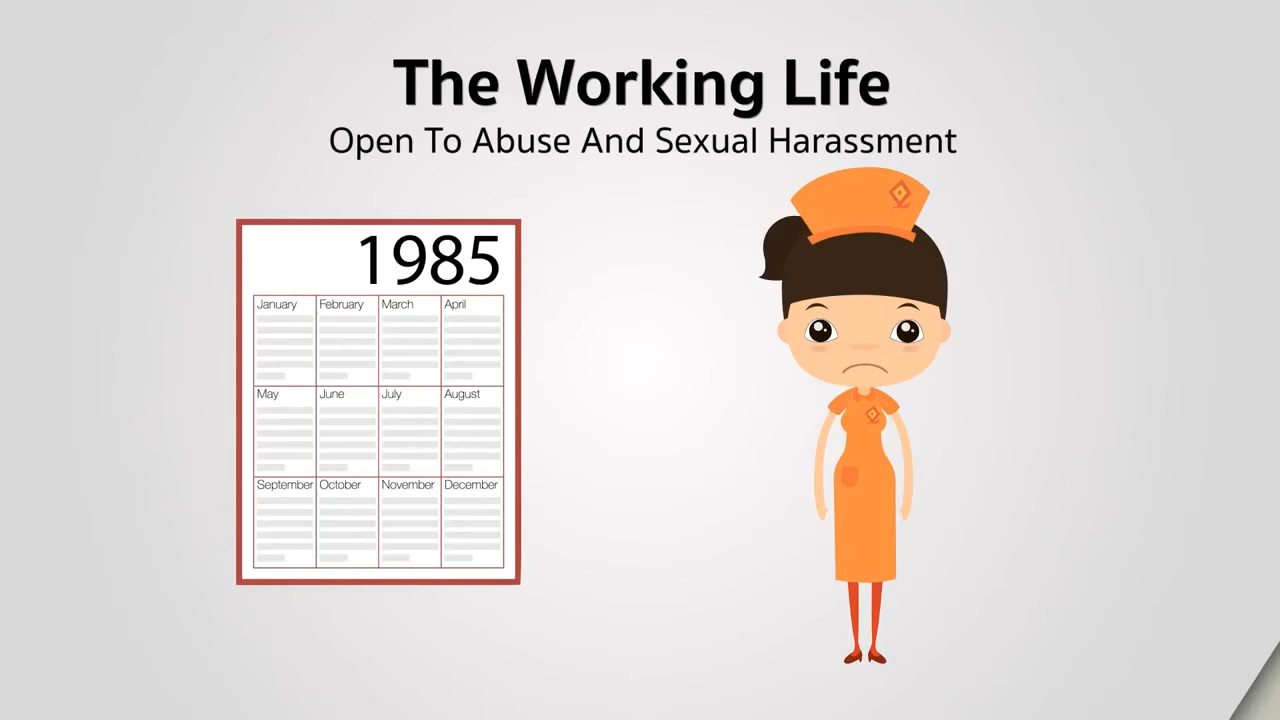 The Working Life
Open To Abuse And Sexual Harassment
1985
January February March April
May June July August
September October November December